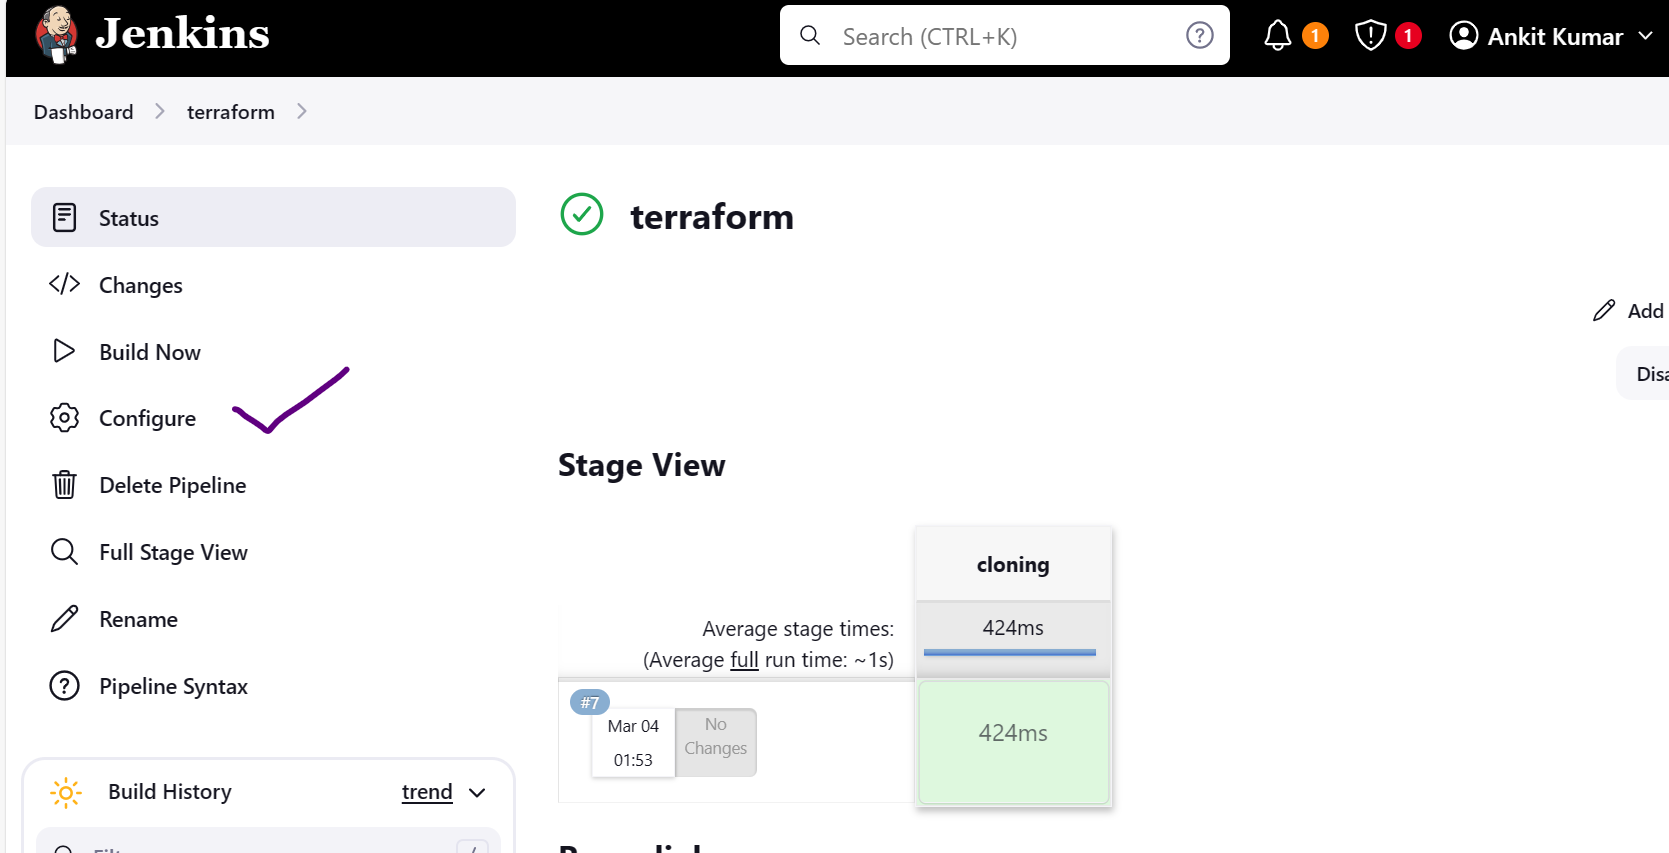 Jenkins
Search (CTRL+K)
?
1
1
Ankit Kumar
Dashboard
terraform
Status
Changes
Build Now
Configure
Delete Pipeline
Full Stage View
Rename
Pipeline Syntax
Build History
trend
/
terraform
Add
Disa
Stage View
cloning
Average stage times:
(Average full run time: ~1s)
424ms
#7
Mar 04
01:53
No
Changes
424ms